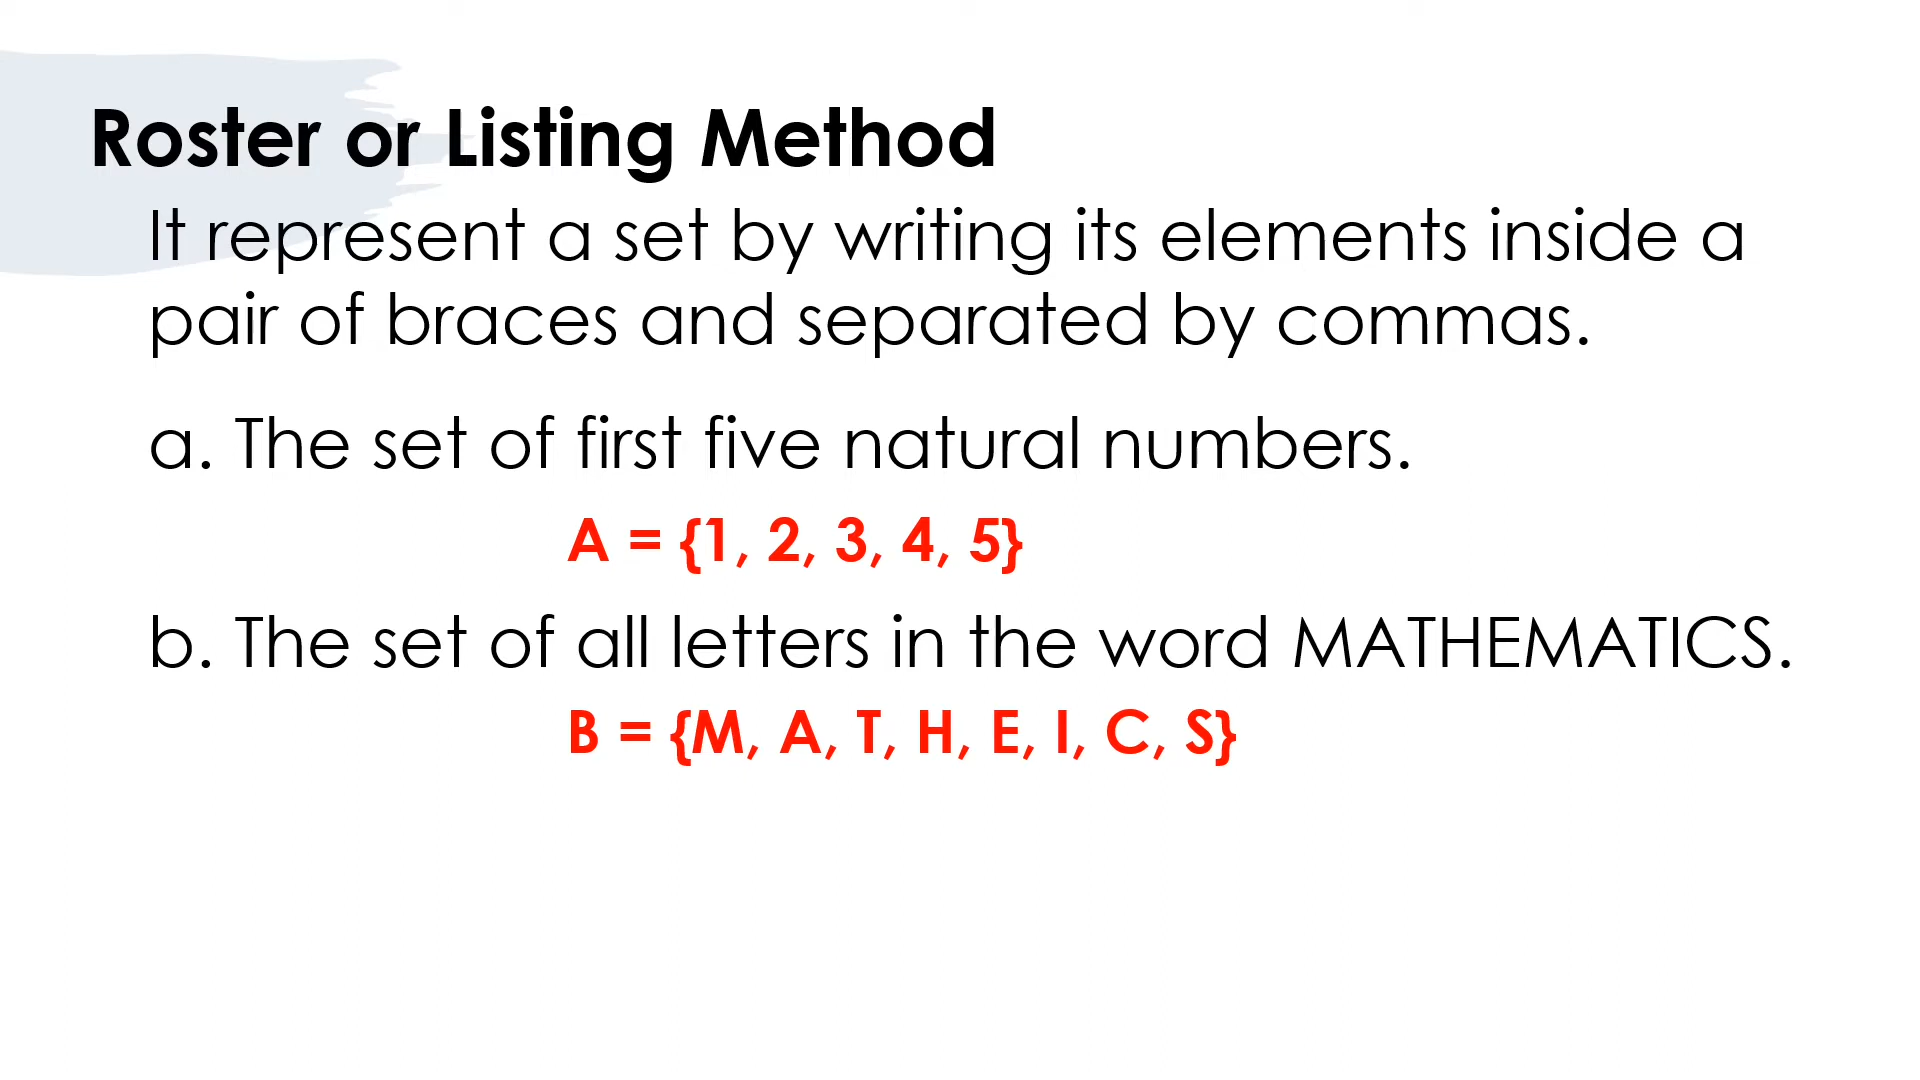 Roster or Listing Method
It represent a set by writing its elements inside a
pair of braces and separated by commas.
a. The set of first five natural numbers.
A = {1, 2, 3, 4, 5}
b. The set of all letters in the word MATHEMATICS.
B = {M, A, T, H, E, I, C, S}